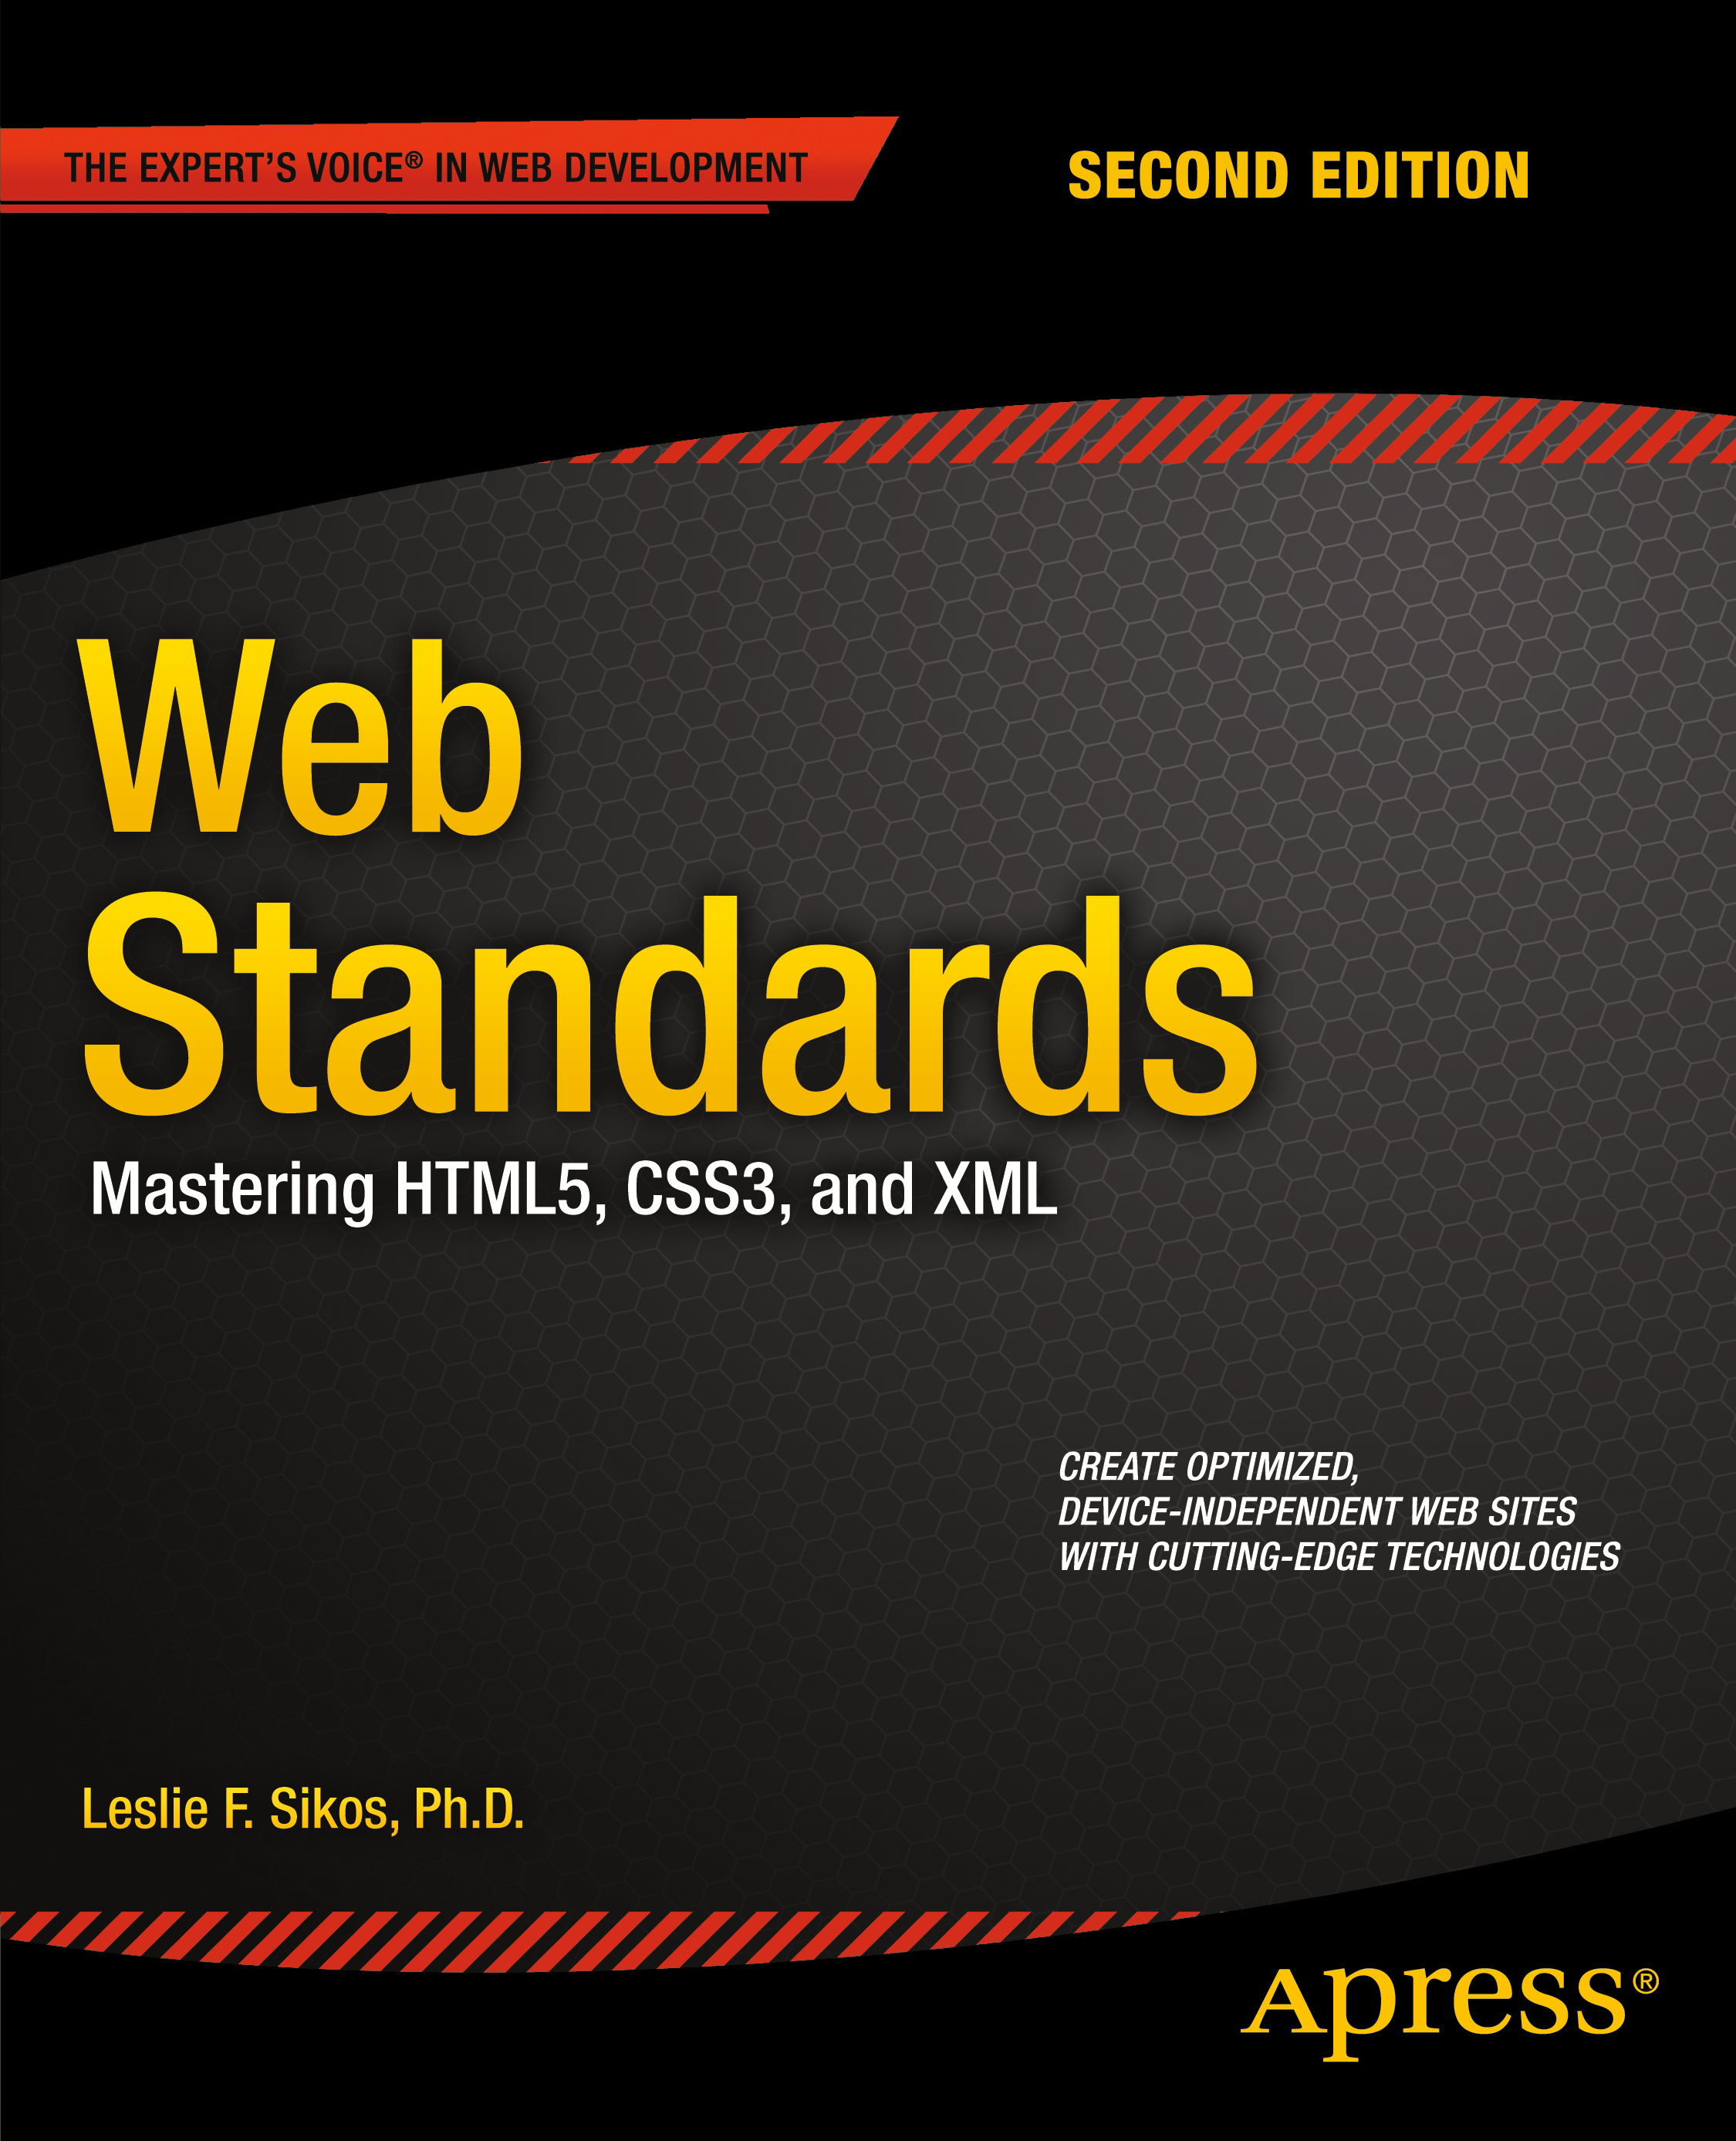 THE EXPERT'S VOICE® IN WEB DEVELOPMENT
SECOND EDITION
Web
Standards
Mastering HTML5, CSS3, and XML
CREATE OPTIMIZED,
DEVICE-INDEPENDENT WEB SITES
WITH CUTTING-EDGE TECHNOLOGIES
Leslie F. Sikos, Ph.D.
Apress®